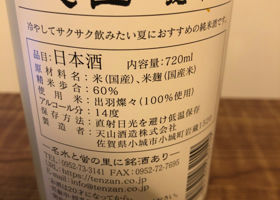 冷やしてサクサク飲みたい夏におすすめの純米酒です。
品目:日本酒 内容量:720ml
原材料名:米(国産)、米麹(国産米)
精米歩合:60%
使用米:出羽燦々(100%使用)
アルコール分:14度
保存方法:直射日光を避け低温保存
製造者:天山酒造株式会社
佐賀県小城市小城町岩蔵
名水と蛍の里に銘酒あり
TEL.0952-73-3141 FAX.0952-72-7695
E-mail:info@tenzan.co.jp
www.tenzan.co.jp